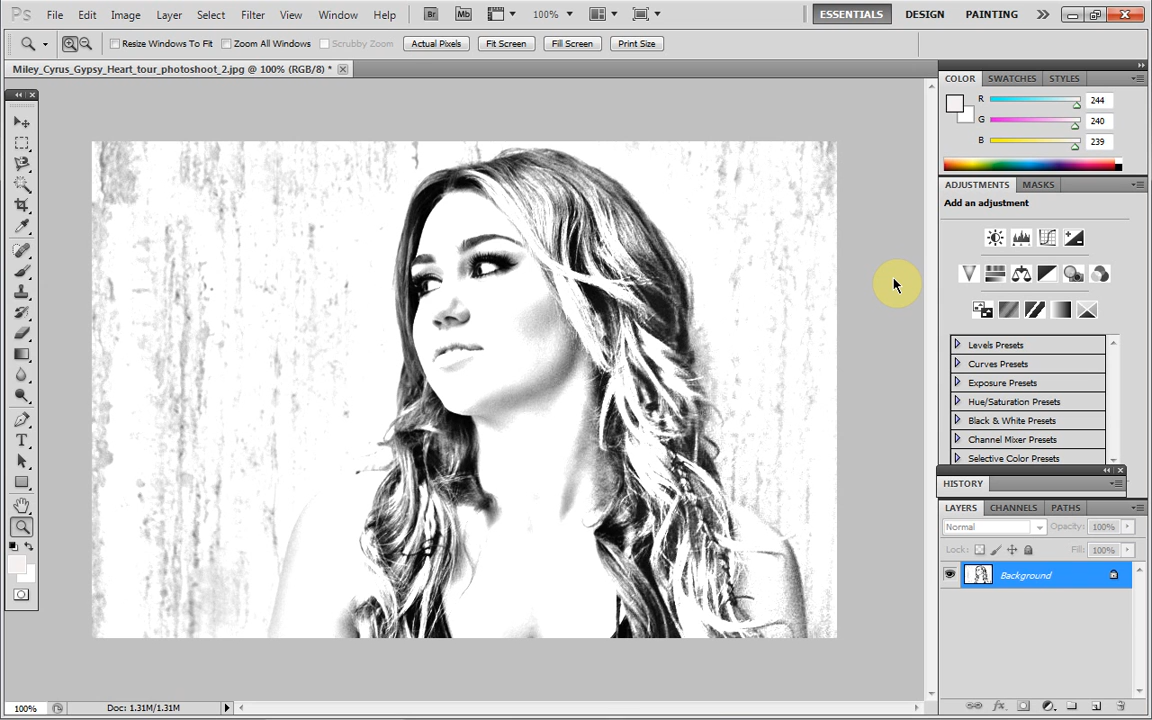 Ps File Edit Image Layer Select Filter View Window Help Br Mb 100% ESSENTIALS DESIGN PAINTING
Resize Windows To Fit Zoom All Windows Scrubby Zoom Actual Pixels Fit Screen Fill Screen Print Size
Miley_Cyrus_Gypsy_Heart_tour_photoshoot_2.jpg @ 100% (RGB/8) *
COLOR SWATCHES STYLES
R 244
G 240
B 239
ADJUSTMENTS MASKS
Add an adjustment
Levels Presets
Curves Presets
Exposure Presets
Hue/Saturation Presets
Black & White Presets
Channel Mixer Presets
Selective Color Presets
HISTORY
LAYERS CHANNELS PATHS
Normal Opacity: 100%
Lock: Fill: 100%
Background
100% Doc: 1.31M/1.31M